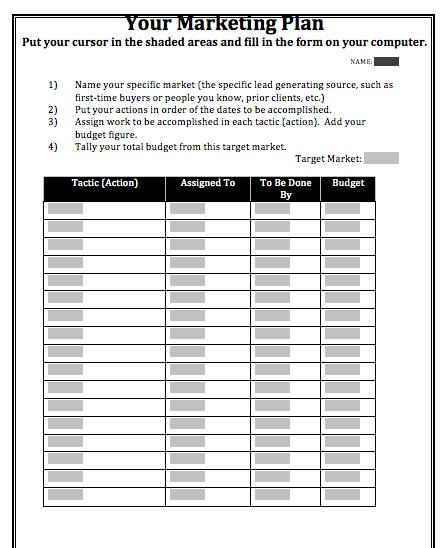 Your Marketing Plan
Put your cursor in the shaded areas and fill in the form on your computer.
NAME:
1) Name your specific market (the specific lead generating source, such as
first-time buyers or people you know, prior clients, etc.)
2) Put your actions in order of the dates to be accomplished.
3) Assign work to be accomplished in each tactic (action). Add your
budget figure.
4) Tally your total budget from this target market.
Target Market:
Tactic (Action) Assigned To To Be Done Budget
By